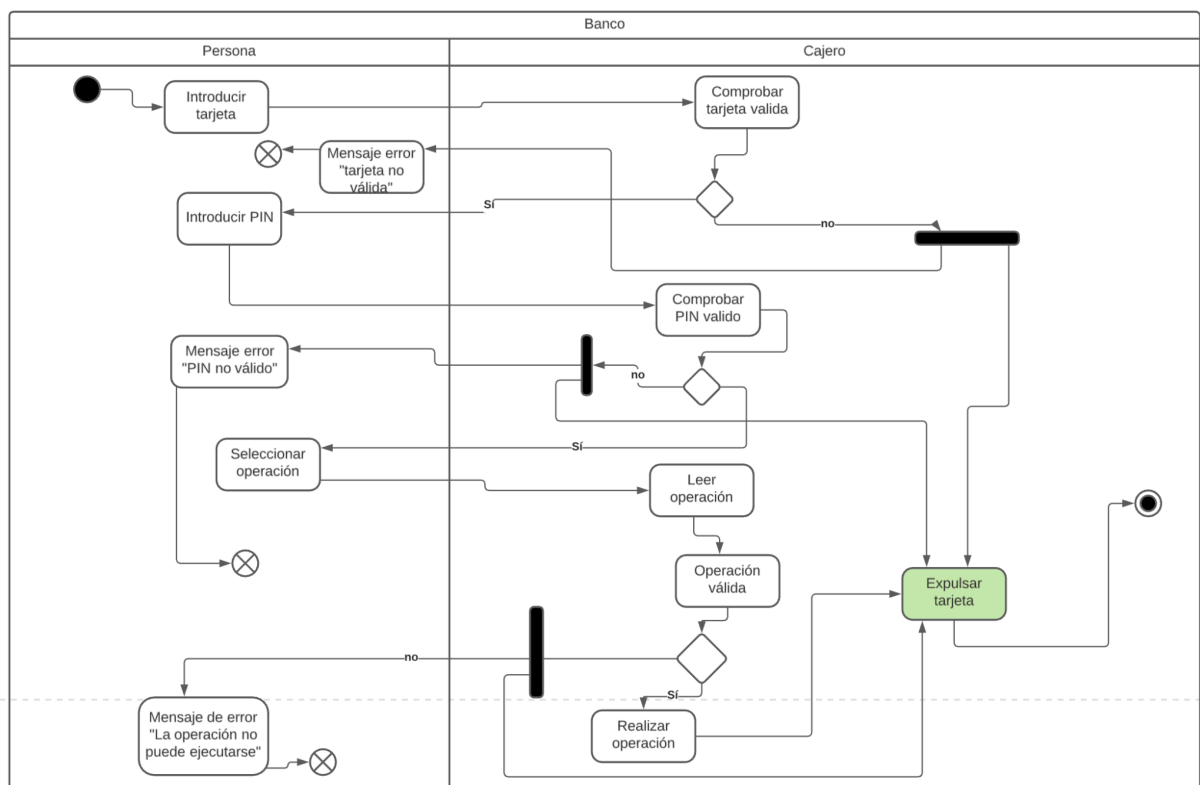 Banco
Persona
Cajero
Introducir
tarjeta
Comprobar
tarjeta valida
Mensaje error
"tarjeta no
válida"
Sí
Introducir PIN
no
Comprobar
PIN valido
Mensaje error
"PIN no válido"
no
Sí
Seleccionar
operación
Leer
operación
Operación
válida
Expulsar
tarjeta
no
Sí
Mensaje de error
"La operación no
puede ejecutarse"
Realizar
operación